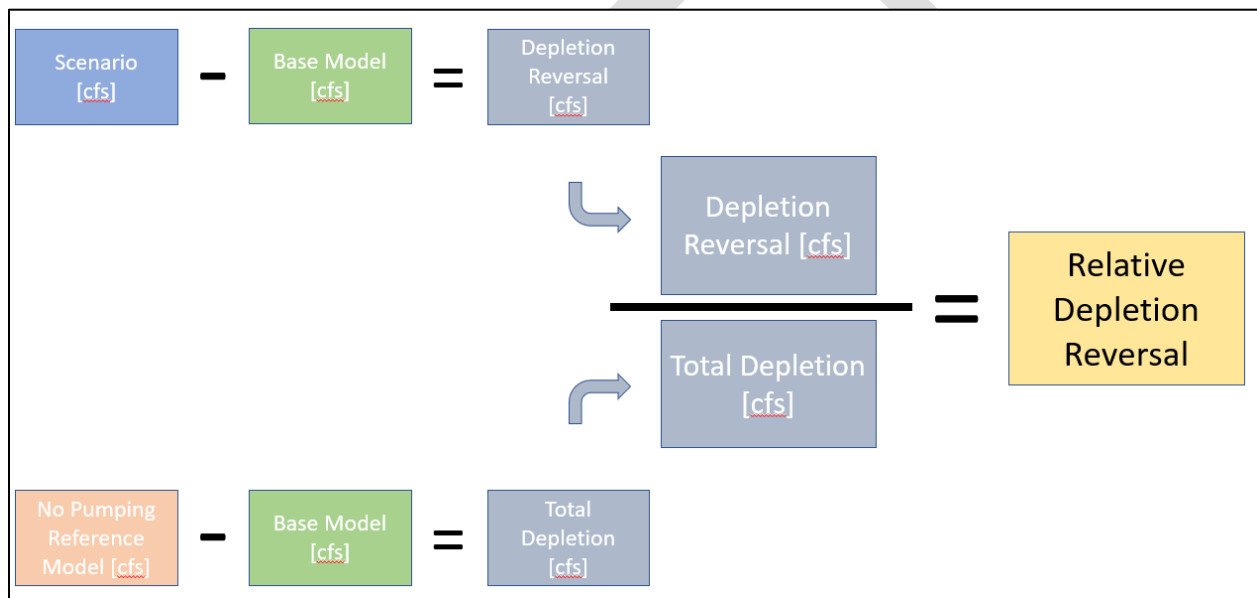 Scenario
[cfs]
-
Base Model
[cfs]
=
Depletion
Reversal
[cfs]
Depletion
Reversal [cfs]
Total Depletion
[cfs]
=
Relative
Depletion
Reversal
No Pumping
Reference
Model [cfs]
-
Base Model
[cfs]
=
Total
Depletion
[cfs]